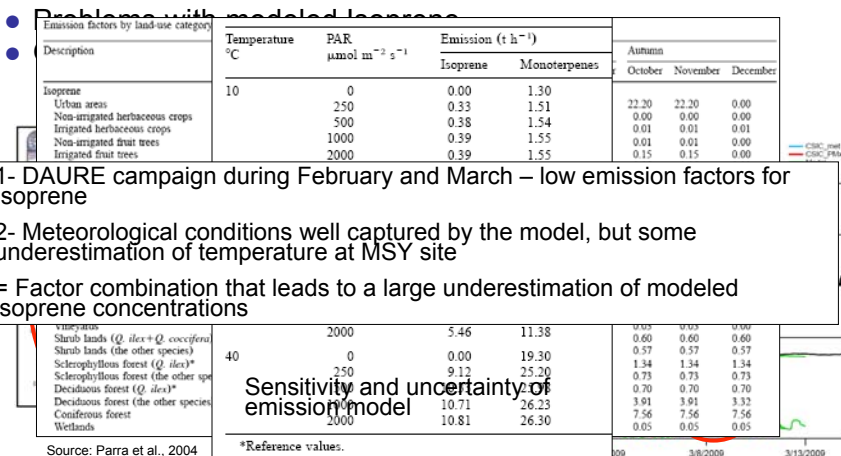 Problems with modeled Isoprene
Emission factors by land-use category
Description
Isoprene
Urban areas
Non-irrigated herbaceous crops
Irrigated herbaceous crops
Non-irrigated fruit trees
Irrigated fruit trees
Temperature PAR Emission (t h⁻¹)
°C μmol m⁻² s⁻¹
Isoprene Monoterpenes
10 0 0.00 1.30
250 0.33 1.51
500 0.38 1.54
1000 0.39 1.55
2000 0.39 1.55
Autumn
October November December
22.20 22.20 0.00
0.00 0.00 0.00
0.01 0.01 0.01
0.01 0.01 0.00
0.15 0.15 0.00
1- DAURE campaign during February and March – low emission factors for
isoprene
2- Meteorological conditions well captured by the model, but some
underestimation of temperature at MSY site
= Factor combination that leads to a large underestimation of modeled
isoprene concentrations
Vineyards
Shrub lands (Q. ilex+Q. coccifera)
Shrub lands (the other species)
Sclerophyllous forest (Q. ilex)*
Sclerophyllous forest (the other spe
Deciduous forest (Q. ilex)*
Deciduous forest (the other species
Coniferous forest
Wetlands
2000 5.46 11.38
40 0 0.00 19.30
250 9.12 25.20
1000 10.71 26.23
2000 10.81 26.30
*Reference values.
0.03 0.03 0.00
0.60 0.60 0.60
0.57 0.57 0.57
1.34 1.34 1.34
0.73 0.73 0.73
0.70 0.70 0.70
3.91 3.91 3.32
7.56 7.56 7.56
0.05 0.05 0.05
Sensitivity and uncertainty of
emission model
Source: Parra et al., 2004
3/8/2009 3/13/2009